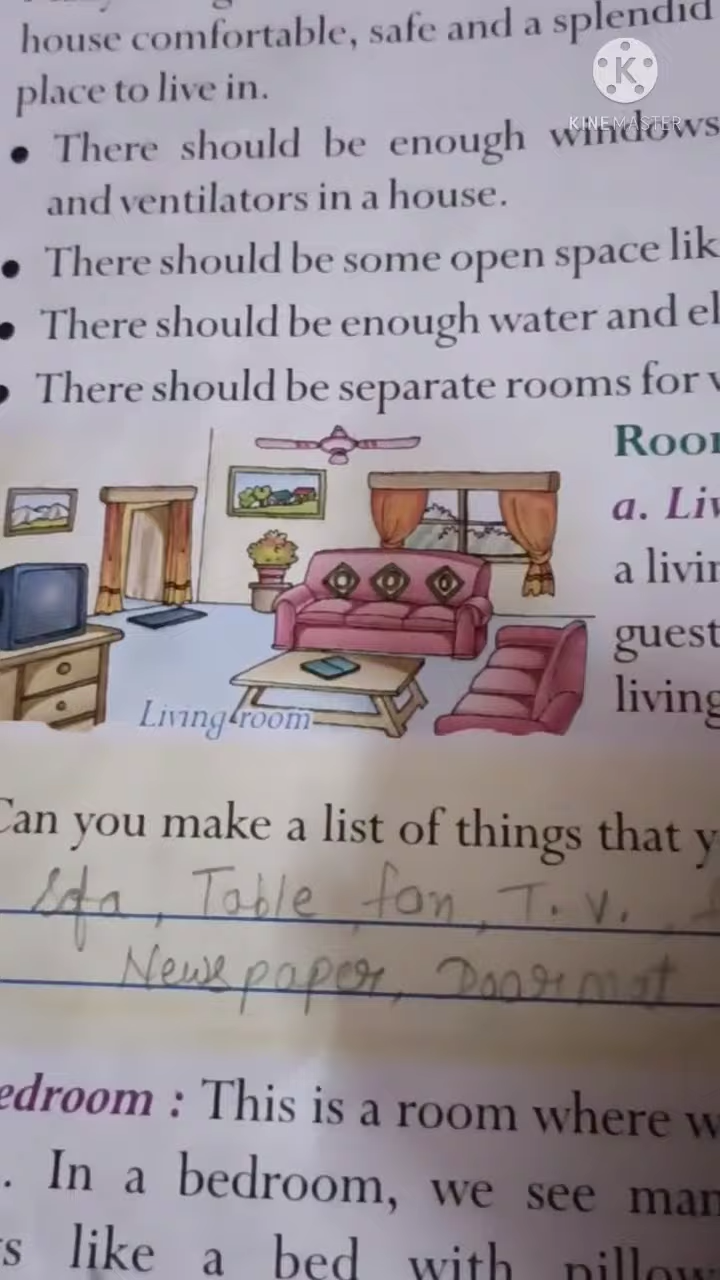 house comfortable, safe and a splendid
place to live in.
KINEMASTER
• There should be enough windows
and ventilators in a house.
• There should be some open space lik
• There should be enough water and el
• There should be separate rooms for
Roo
a. Liv
a livin
guest
living
Living room
Can you make a list of things that y
Sofa, Table, fan, T.V.,
Newspaper, Doormat
edroom : This is a room where w
. In a bedroom, we see man
s like a bed with pillow